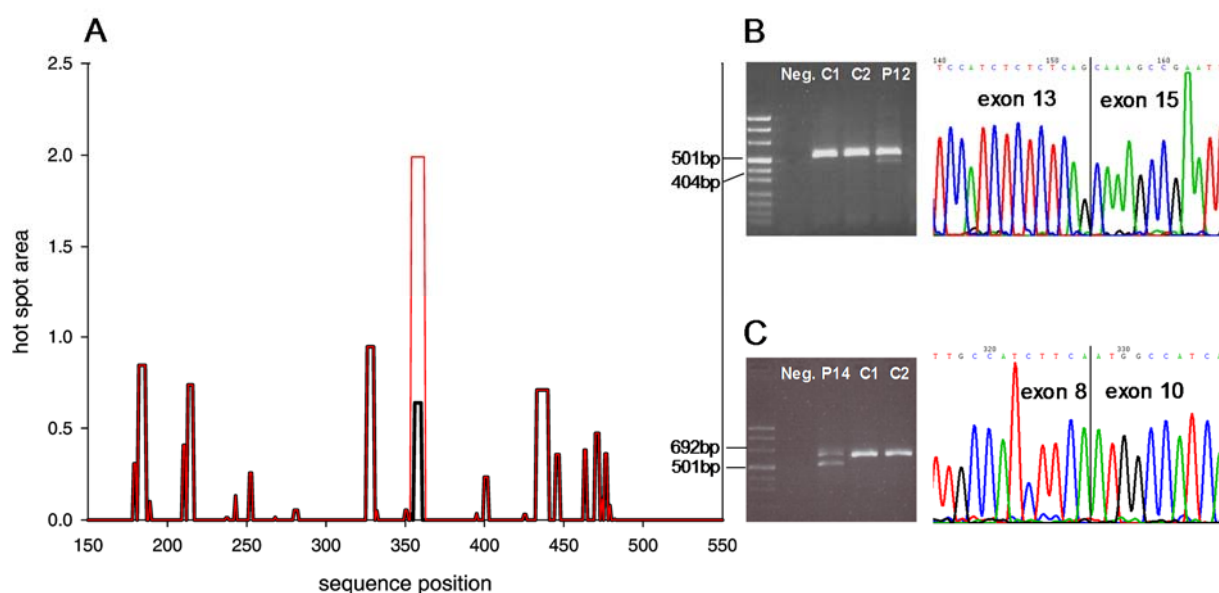 A
2.5
2.0
1.5
1.0
0.5
0.0
hot spot area
150 200 250 300 350 400 450 500 550
sequence position
B
Neg. C1 C2 P12
501bp
404bp
140 150 160
TCCATCTCTCTCAGCAAAGCCGAAT
exon 13 exon 15
C
Neg. P14 C1 C2
692bp
501bp
320 330
TTGCCATCTTCAATGGCCATCA
exon 8 exon 10